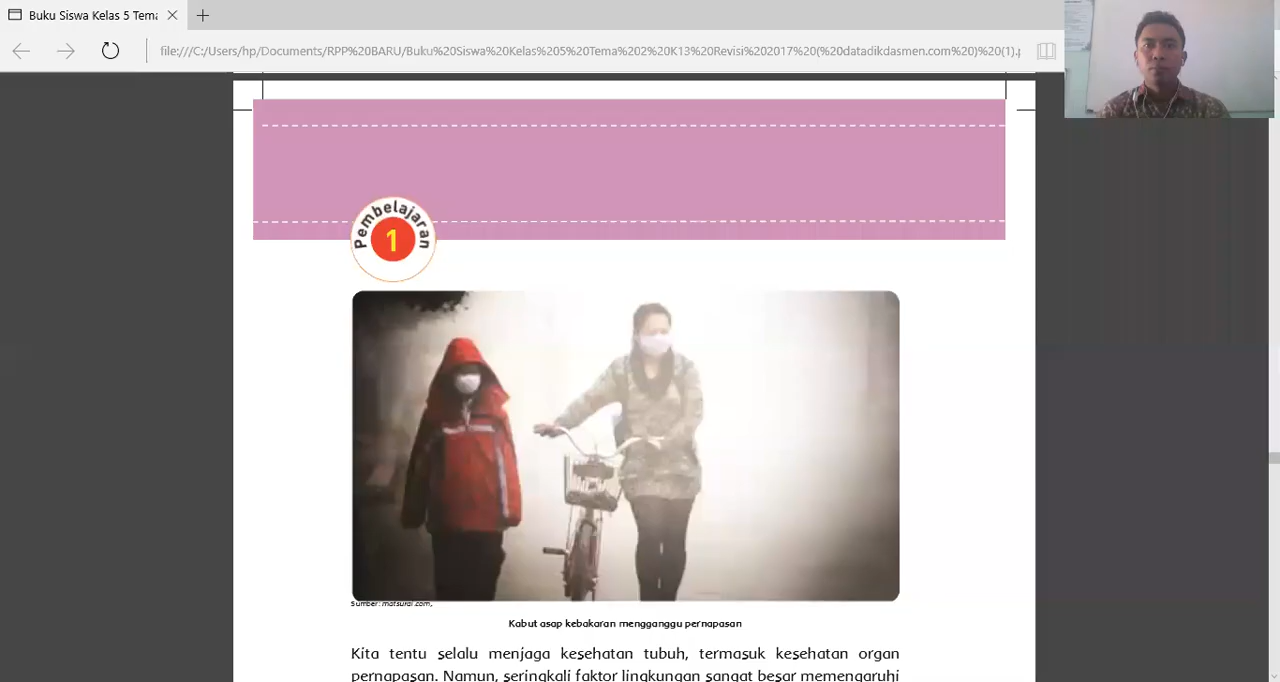 Buku Siswa Kelas 5 Tema
file:///C:/Users/hp/Documents/RPP%20BARU/Buku%20Siswa%20Kelas%205%20Tema%202%20K13%20Revisi%202017%20(%20datadikdasmen.com%20)%20(1).p
Pembelajaran
1
Sumber: matsural.com,
Kabut asap kebakaran mengganggu pernapasan
Kita tentu selalu menjaga kesehatan tubuh, termasuk kesehatan organ
pernapasan. Namun, seringkali faktor lingkungan sangat besar memengaruhi